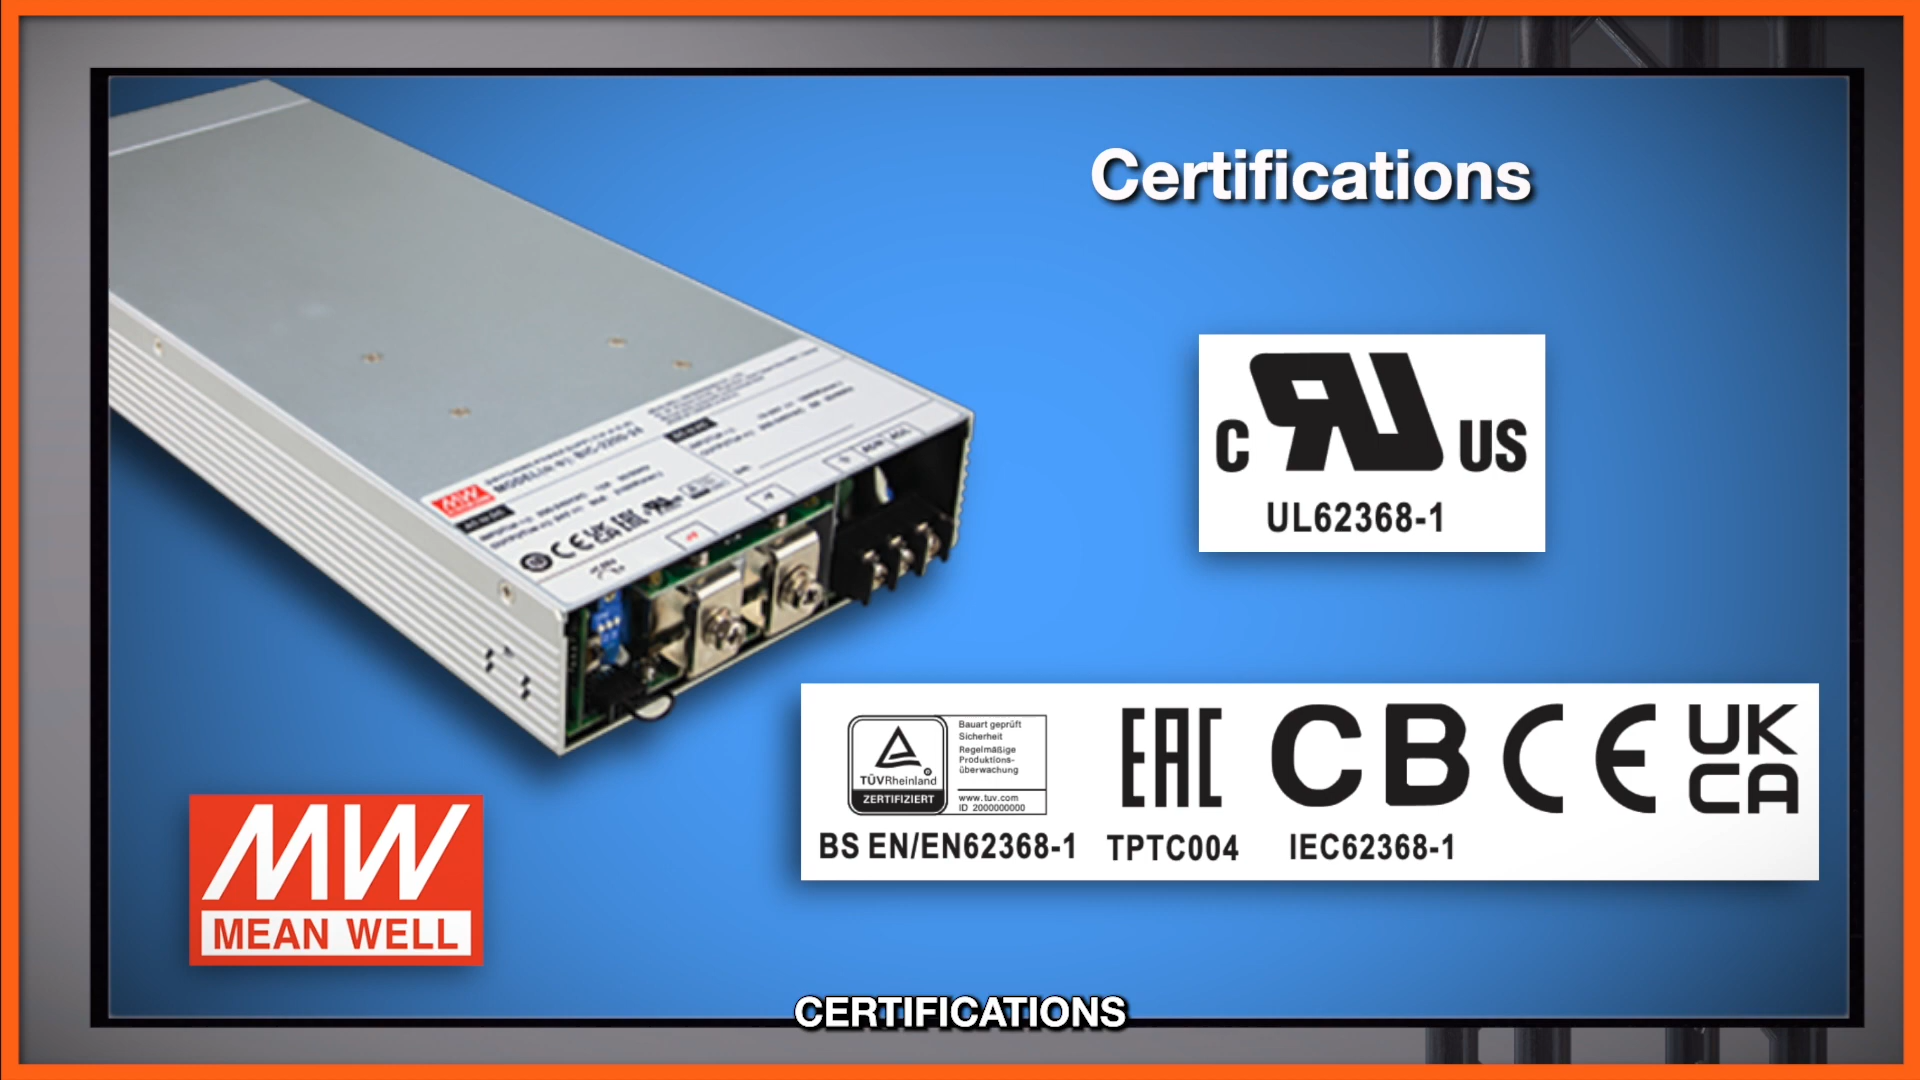 Certifications
C RU US
UL62368-1
Bauart geprüft
Sicherheit
Regelmäßige
Produktions-
überwachung
www.tuv.com
ID 2000000000
TÜVRheinland
ZERTIFIZIERT
EAC
CB
CE
UK
CA
BS EN/EN62368-1
TPTC004
IEC62368-1
MW
MEAN WELL
CERTIFICATIONS